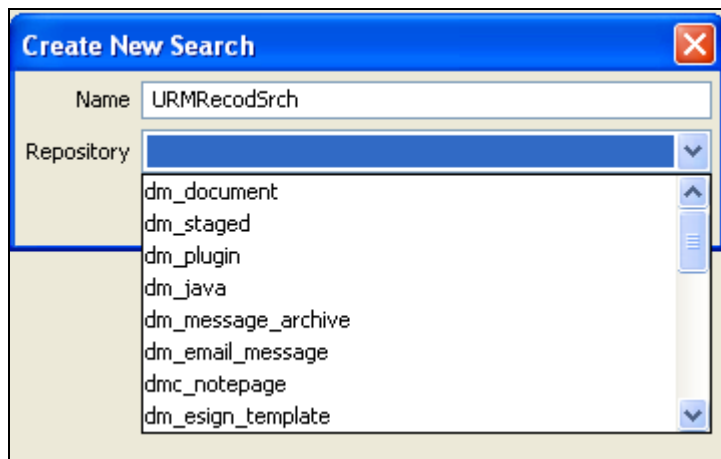 Create New Search
Name URMRecodSrch
Repository
dm_document
dm_staged
dm_plugin
dm_java
dm_message_archive
dm_email_message
dmc_notepage
dm_esign_template